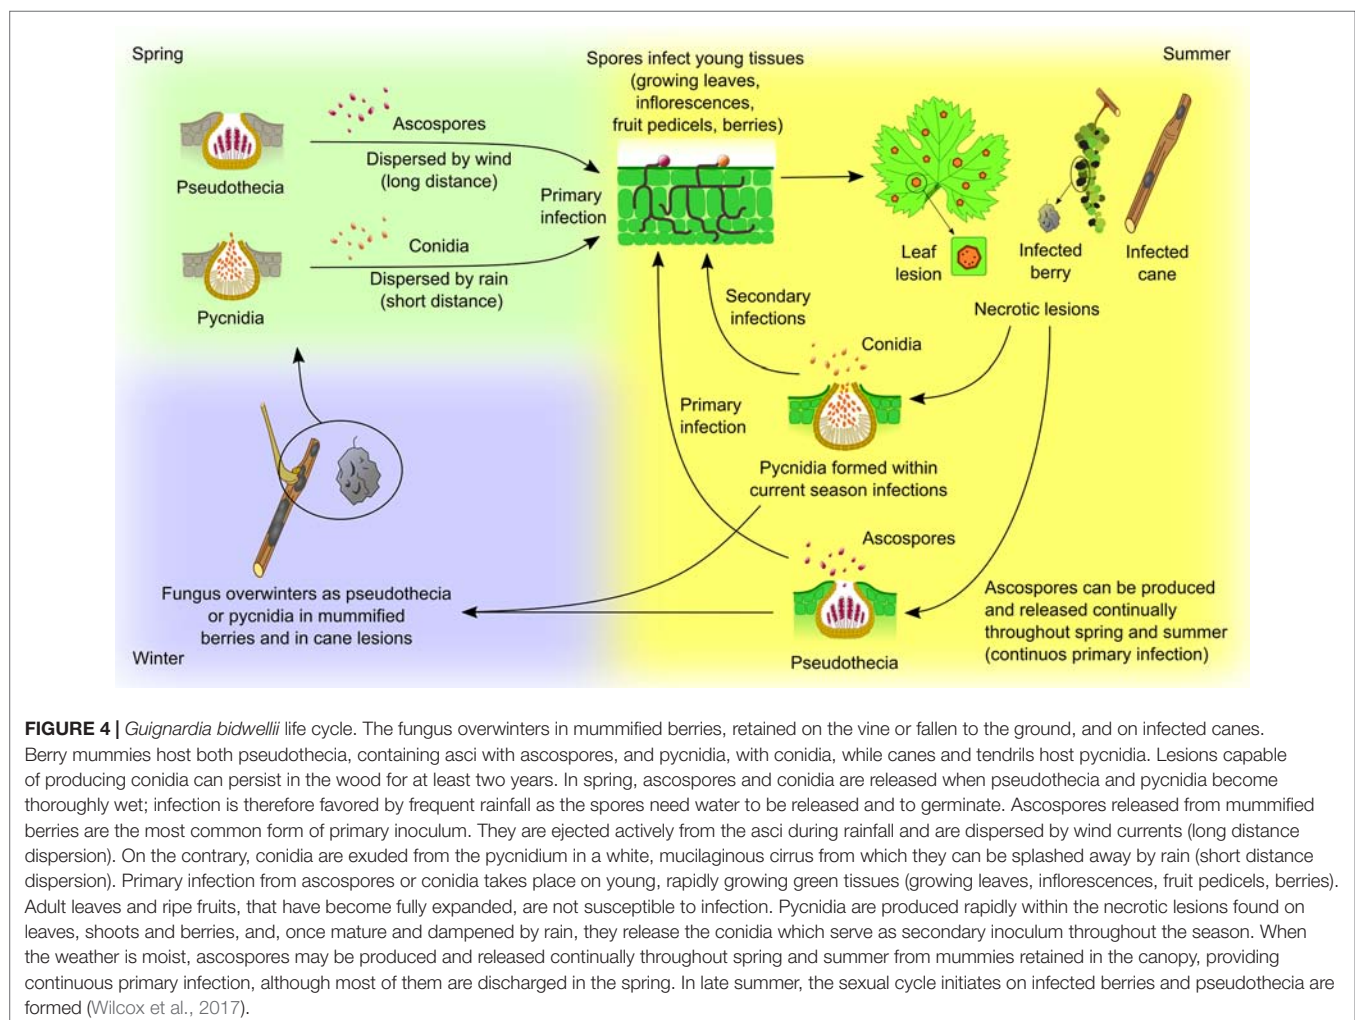 Spring
Summer
Pseudothecia
Ascospores
Dispersed by wind
(long distance)
Pycnidia
Conidia
Dispersed by rain
(short distance)
Primary
infection
Spores infect young tissues
(growing leaves,
inflorescences,
fruit pedicels, berries)
Leaf
lesion
Infected
berry
Infected
cane
Necrotic lesions
Secondary
infections
Conidia
Pycnidia formed within
current season infections
Primary
infection
Ascospores
Pseudothecia
Ascospores can be produced
and released continually
throughout spring and summer
(continuos primary infection)
Fungus overwinters as pseudothecia
or pycnidia in mummified
berries and in cane lesions
Winter
FIGURE 4 | Guignardia bidwellii life cycle. The fungus overwinters in mummified berries, retained on the vine or fallen to the ground, and on infected canes.
Berry mummies host both pseudothecia, containing asci with ascospores, and pycnidia, with conidia, while canes and tendrils host pycnidia. Lesions capable
of producing conidia can persist in the wood for at least two years. In spring, ascospores and conidia are released when pseudothecia and pycnidia become
thoroughly wet; infection is therefore favored by frequent rainfall as the spores need water to be released and to germinate. Ascospores released from mummified
berries are the most common form of primary inoculum. They are ejected actively from the asci during rainfall and are dispersed by wind currents (long distance
dispersion). On the contrary, conidia are exuded from the pycnidium in a white, mucilaginous cirrus from which they can be splashed away by rain (short distance
dispersion). Primary infection from ascospores or conidia takes place on young, rapidly growing green tissues (growing leaves, inflorescences, fruit pedicels, berries).
Adult leaves and ripe fruits, that have become fully expanded, are not susceptible to infection. Pycnidia are produced rapidly within the necrotic lesions found on
leaves, shoots and berries, and, once mature and dampened by rain, they release the conidia which serve as secondary inoculum throughout the season. When
the weather is moist, ascospores may be produced and released continually throughout spring and summer from mummies retained in the canopy, providing
continuous primary infection, although most of them are discharged in the spring. In late summer, the sexual cycle initiates on infected berries and pseudothecia are
formed (Wilcox et al., 2017).